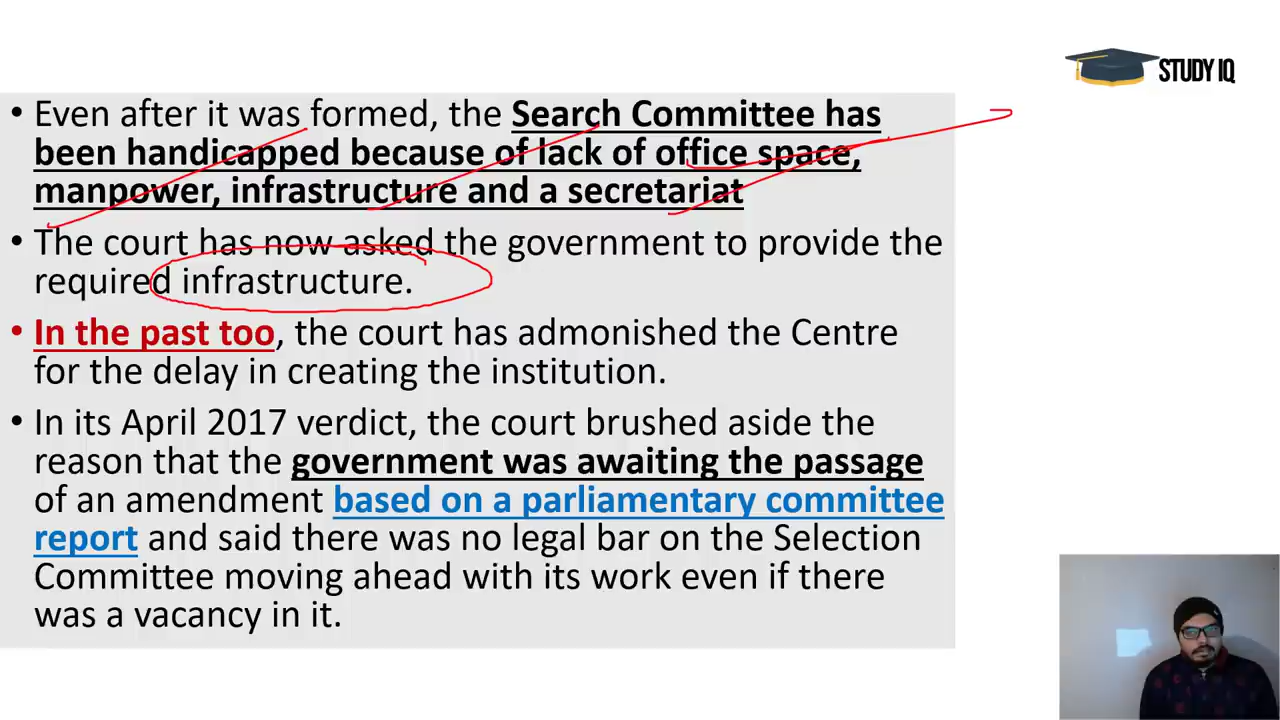 STUDY IQ
• Even after it was formed, the Search Committee has
been handicapped because of lack of office space,
manpower, infrastructure and a secretariat
• The court has now asked the government to provide the
required infrastructure.
• In the past too, the court has admonished the Centre
for the delay in creating the institution.
• In its April 2017 verdict, the court brushed aside the
reason that the government was awaiting the passage
of an amendment based on a parliamentary committee
report and said there was no legal bar on the Selection
Committee moving ahead with its work even if there
was a vacancy in it.